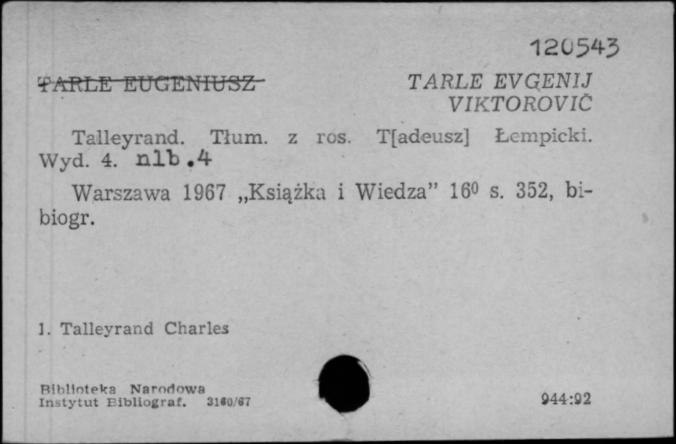 120543
TARLE EUGENIUSZ TARLE EVGENIJ
VIKTOROVIČ
Talleyrand. Tłum. z ros. T[adeusz] Łempicki.
Wyd. 4. nlb.4
Warszawa 1967 „Książka i Wiedza” 16⁰ s. 352, bi-
biogr.
1. Talleyrand Charles
Biblioteka Narodowa
Instytut Bibliograf. 3160/67
944:92